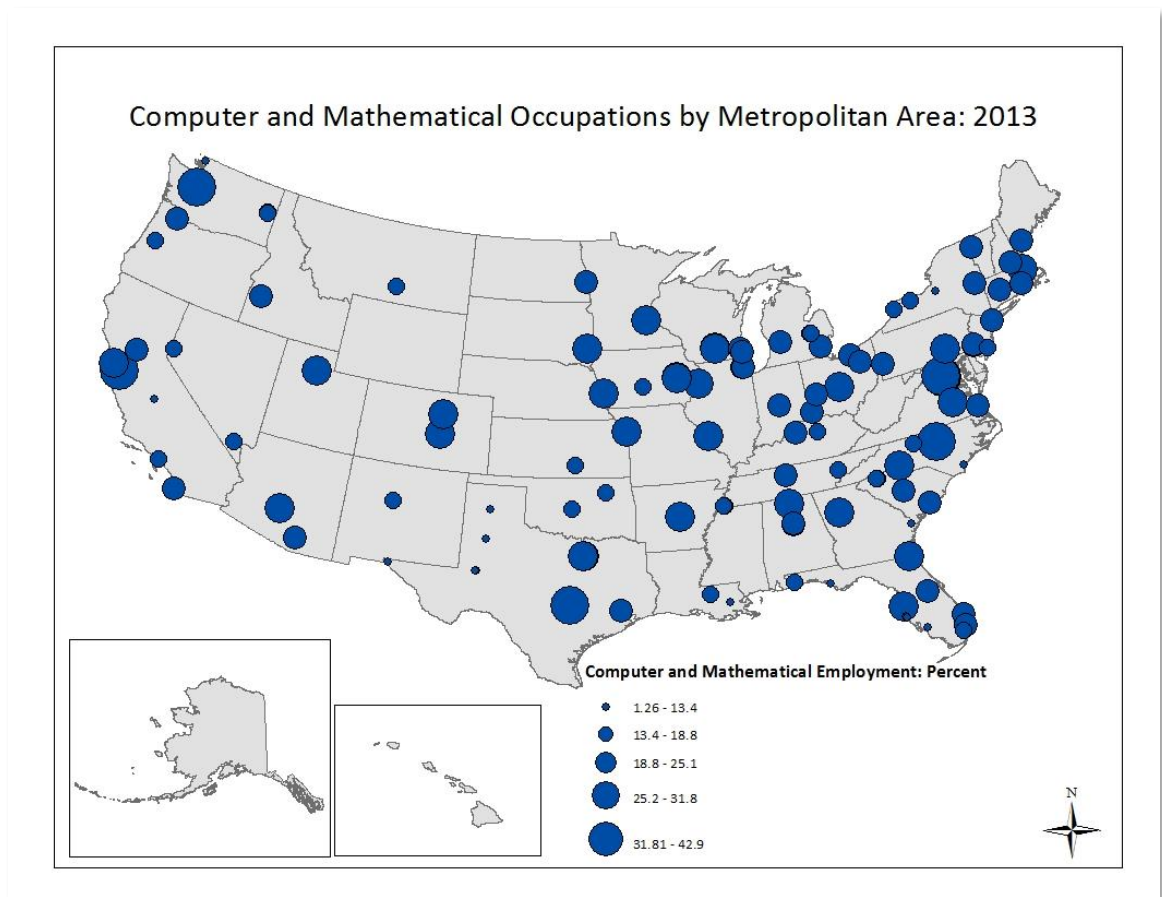 Computer and Mathematical Occupations by Metropolitan Area: 2013
Computer and Mathematical Employment: Percent
1.26 - 13.4
13.4 - 18.8
18.8 - 25.1
25.2 - 31.8
31.81 - 42.9
N